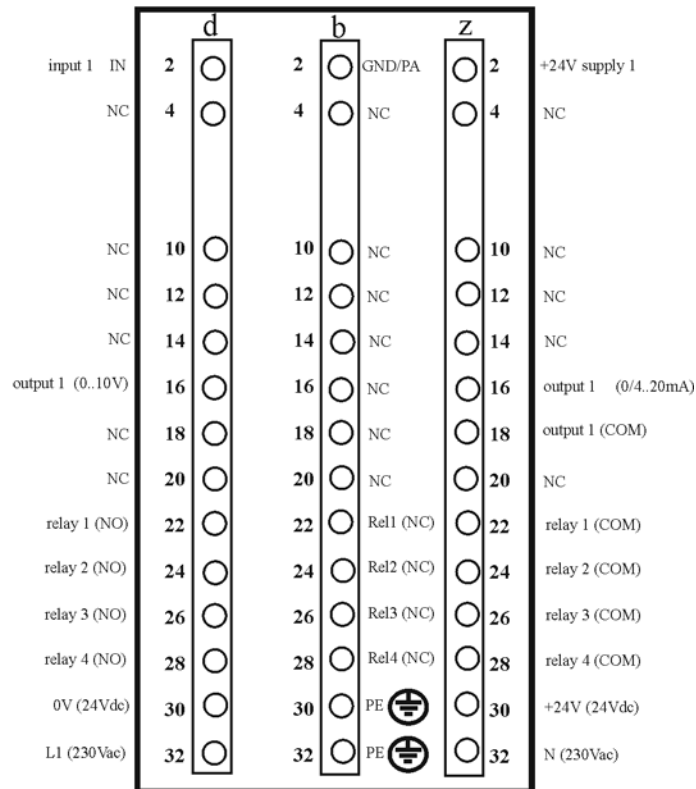 d b z
input 1 IN 2 2 GND/PA 2 +24V supply 1
NC 4 4 NC 4 NC
NC 10 10 NC 10 NC
NC 12 12 NC 12 NC
NC 14 14 NC 14 NC
output 1 (0..10V) 16 16 NC 16 output 1 (0/4..20mA)
NC 18 18 NC 18 output 1 (COM)
NC 20 20 NC 20 NC
relay 1 (NO) 22 22 Rel1 (NC) 22 relay 1 (COM)
relay 2 (NO) 24 24 Rel2 (NC) 24 relay 2 (COM)
relay 3 (NO) 26 26 Rel3 (NC) 26 relay 3 (COM)
relay 4 (NO) 28 28 Rel4 (NC) 28 relay 4 (COM)
0V (24Vdc) 30 30 PE 30 +24V (24Vdc)
L1 (230Vac) 32 32 PE 32 N (230Vac)